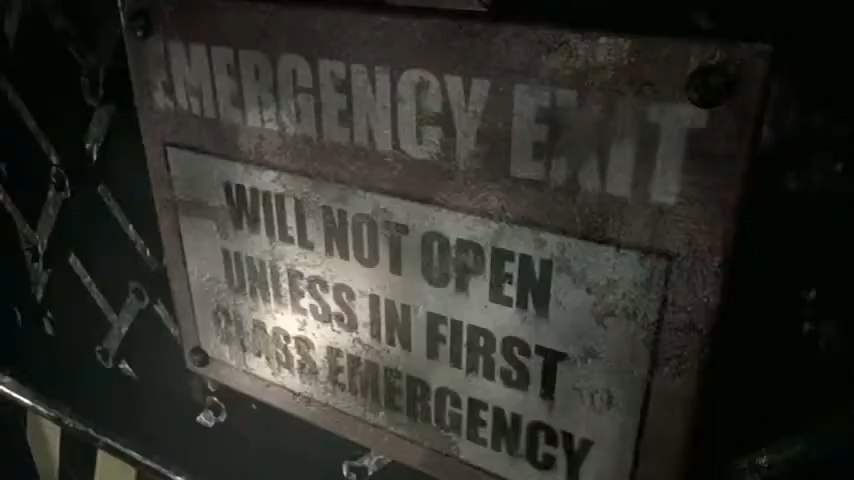 EMERGENCY EXIT
WILL NOT OPEN
UNLESS IN FIRST
CLASS EMERGENCY